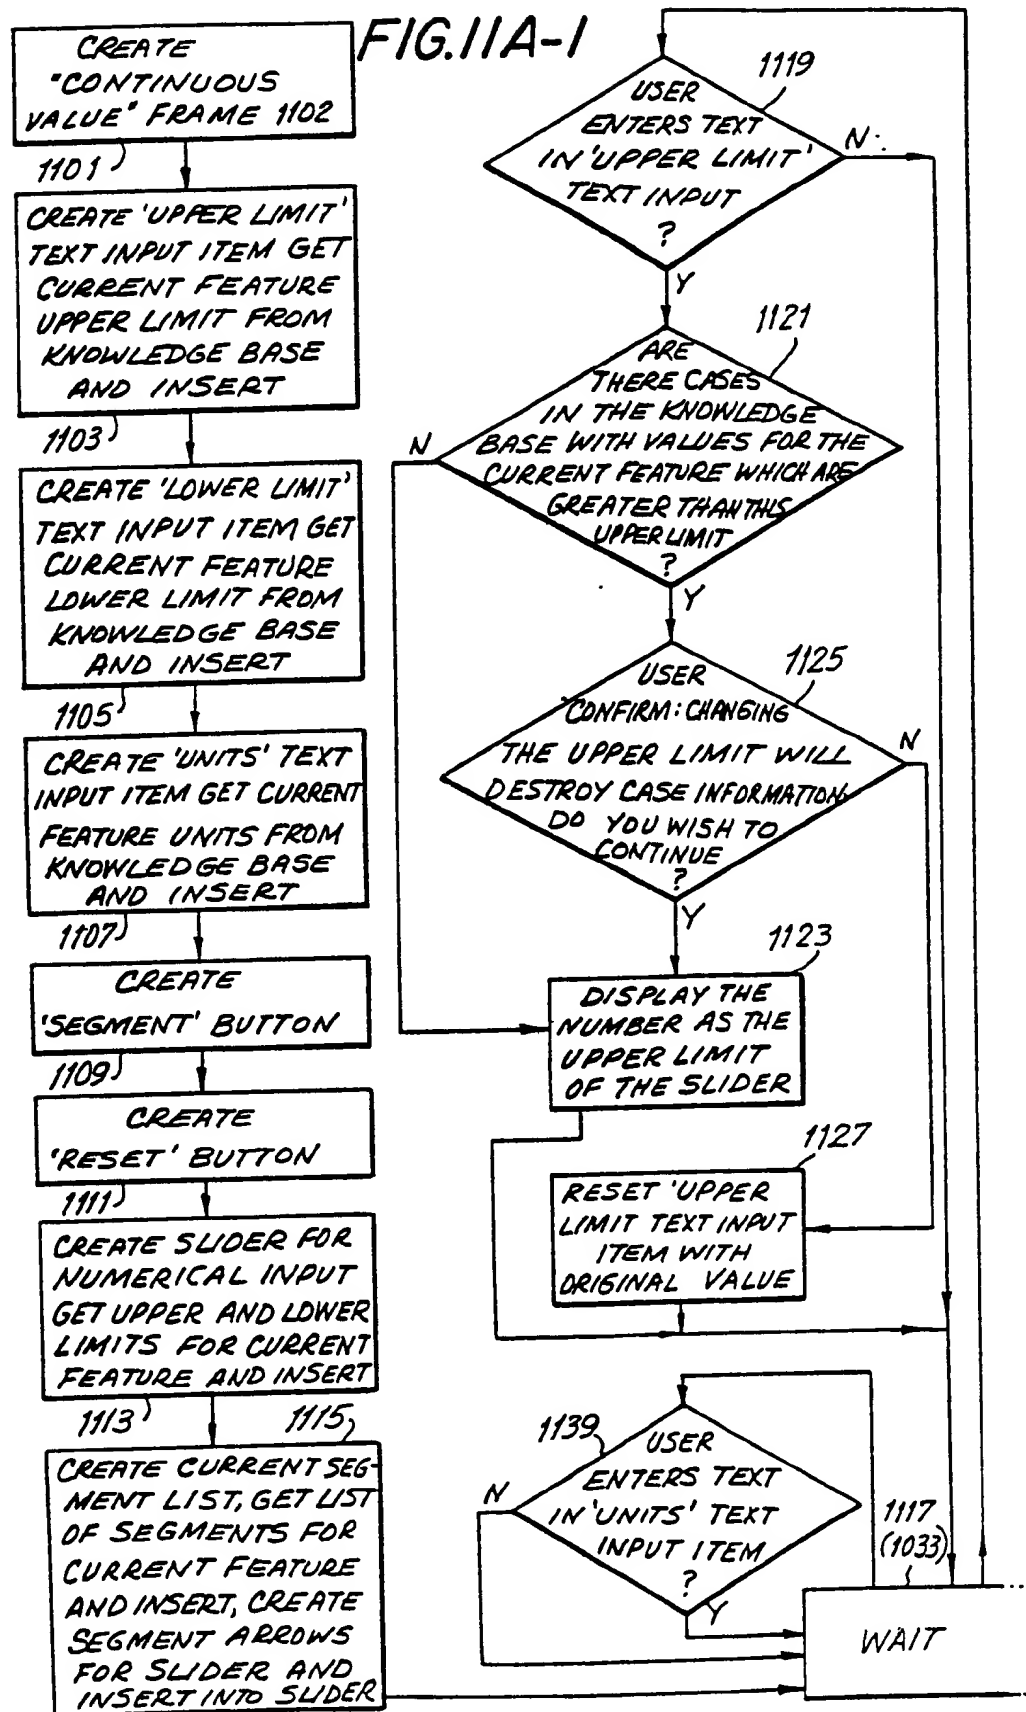 FIG.11A-1
CREATE
"CONTINUOUS
VALUE" FRAME 1102
1101
CREATE 'UPPER LIMIT'
TEXT INPUT ITEM GET
CURRENT FEATURE
UPPER LIMIT FROM
KNOWLEDGE BASE
AND INSERT
1103
CREATE 'LOWER LIMIT'
TEXT INPUT ITEM GET
CURRENT FEATURE
LOWER LIMIT FROM
KNOWLEDGE BASE
AND INSERT
1105
CREATE 'UNITS' TEXT
INPUT ITEM GET CURRENT
FEATURE UNITS FROM
KNOWLEDGE BASE
AND INSERT
1107
CREATE
'SEGMENT' BUTTON
1109
CREATE
'RESET' BUTTON
1111
CREATE SLIDER FOR
NUMERICAL INPUT
GET UPPER AND LOWER
LIMITS FOR CURRENT
FEATURE AND INSERT
1113
1115
CREATE CURRENT SEG-
MENT LIST, GET LIST
OF SEGMENTS FOR
CURRENT FEATURE
AND INSERT, CREATE
SEGMENT ARROWS
FOR SLIDER AND
INSERT INTO SLIDER
1119
USER
ENTERS TEXT
IN 'UPPER LIMIT'
TEXT INPUT
?
N
Y
1121
ARE
THERE CASES
IN THE KNOWLEDGE
BASE WITH VALUES FOR THE
CURRENT FEATURE WHICH ARE
GREATER THAN THIS
UPPER LIMIT
?
N
Y
1125
USER
CONFIRM: CHANGING
THE UPPER LIMIT WILL
DESTROY CASE INFORMATION
DO YOU WISH TO
CONTINUE
?
N
Y
1123
DISPLAY THE
NUMBER AS THE
UPPER LIMIT
OF THE SLIDER
1127
RESET 'UPPER
LIMIT TEXT INPUT
ITEM WITH
ORIGINAL VALUE
1139
USER
ENTERS TEXT
IN 'UNITS' TEXT
INPUT ITEM
?
N
Y
1117
(1033)
WAIT